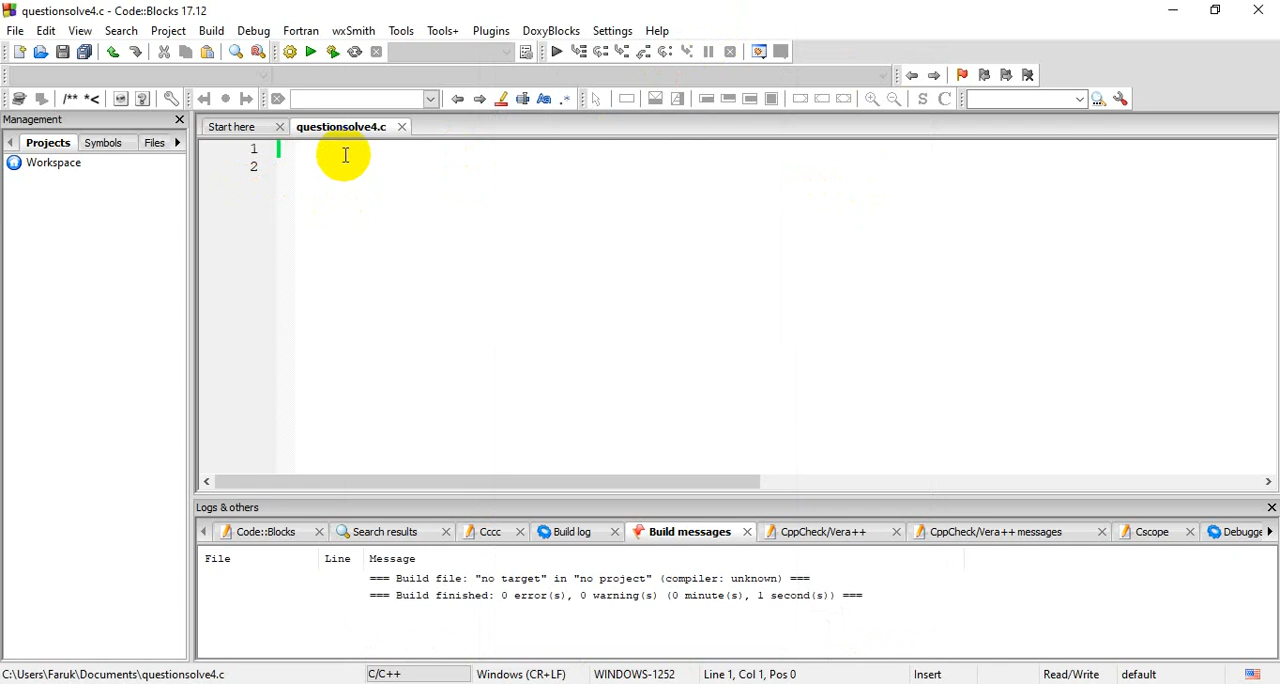 questionsolve4.c - Code::Blocks 17.12
File Edit View Search Project Build Debug Fortran wxSmith Tools Tools+ Plugins DoxyBlocks Settings Help
/** *<
S C
Management
Projects Symbols Files
Workspace
Start here questionsolve4.c
1
2
Logs & others
Code::Blocks Search results Cccc Build log Build messages CppCheck/Vera++ CppCheck/Vera++ messages Cscope Debugge
File Line Message
=== Build file: "no target" in "no project" (compiler: unknown) ===
=== Build finished: 0 error(s), 0 warning(s) (0 minute(s), 1 second(s)) ===
C:\Users\Faruk\Documents\questionsolve4.c C/C++ Windows (CR+LF) WINDOWS-1252 Line 1, Col 1, Pos 0 Insert Read/Write default